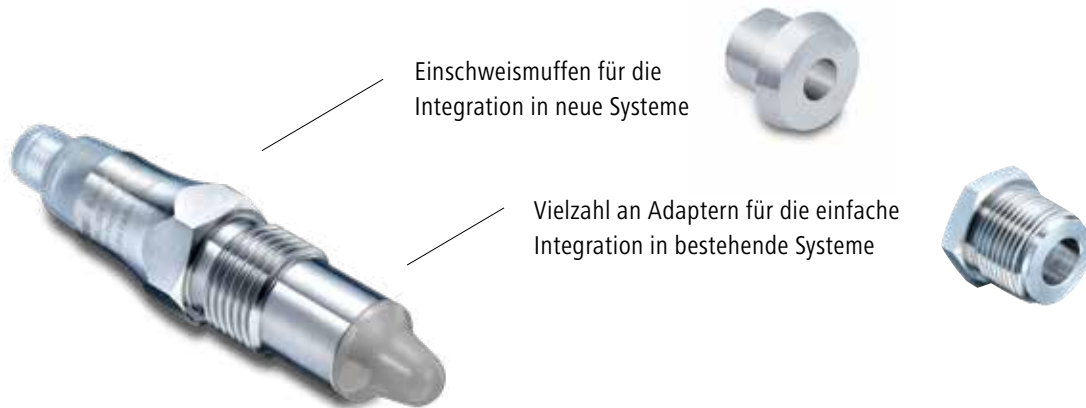 Einschweismuffen für die
Integration in neue Systeme
Vielzahl an Adaptern für die einfache
Integration in bestehende Systeme